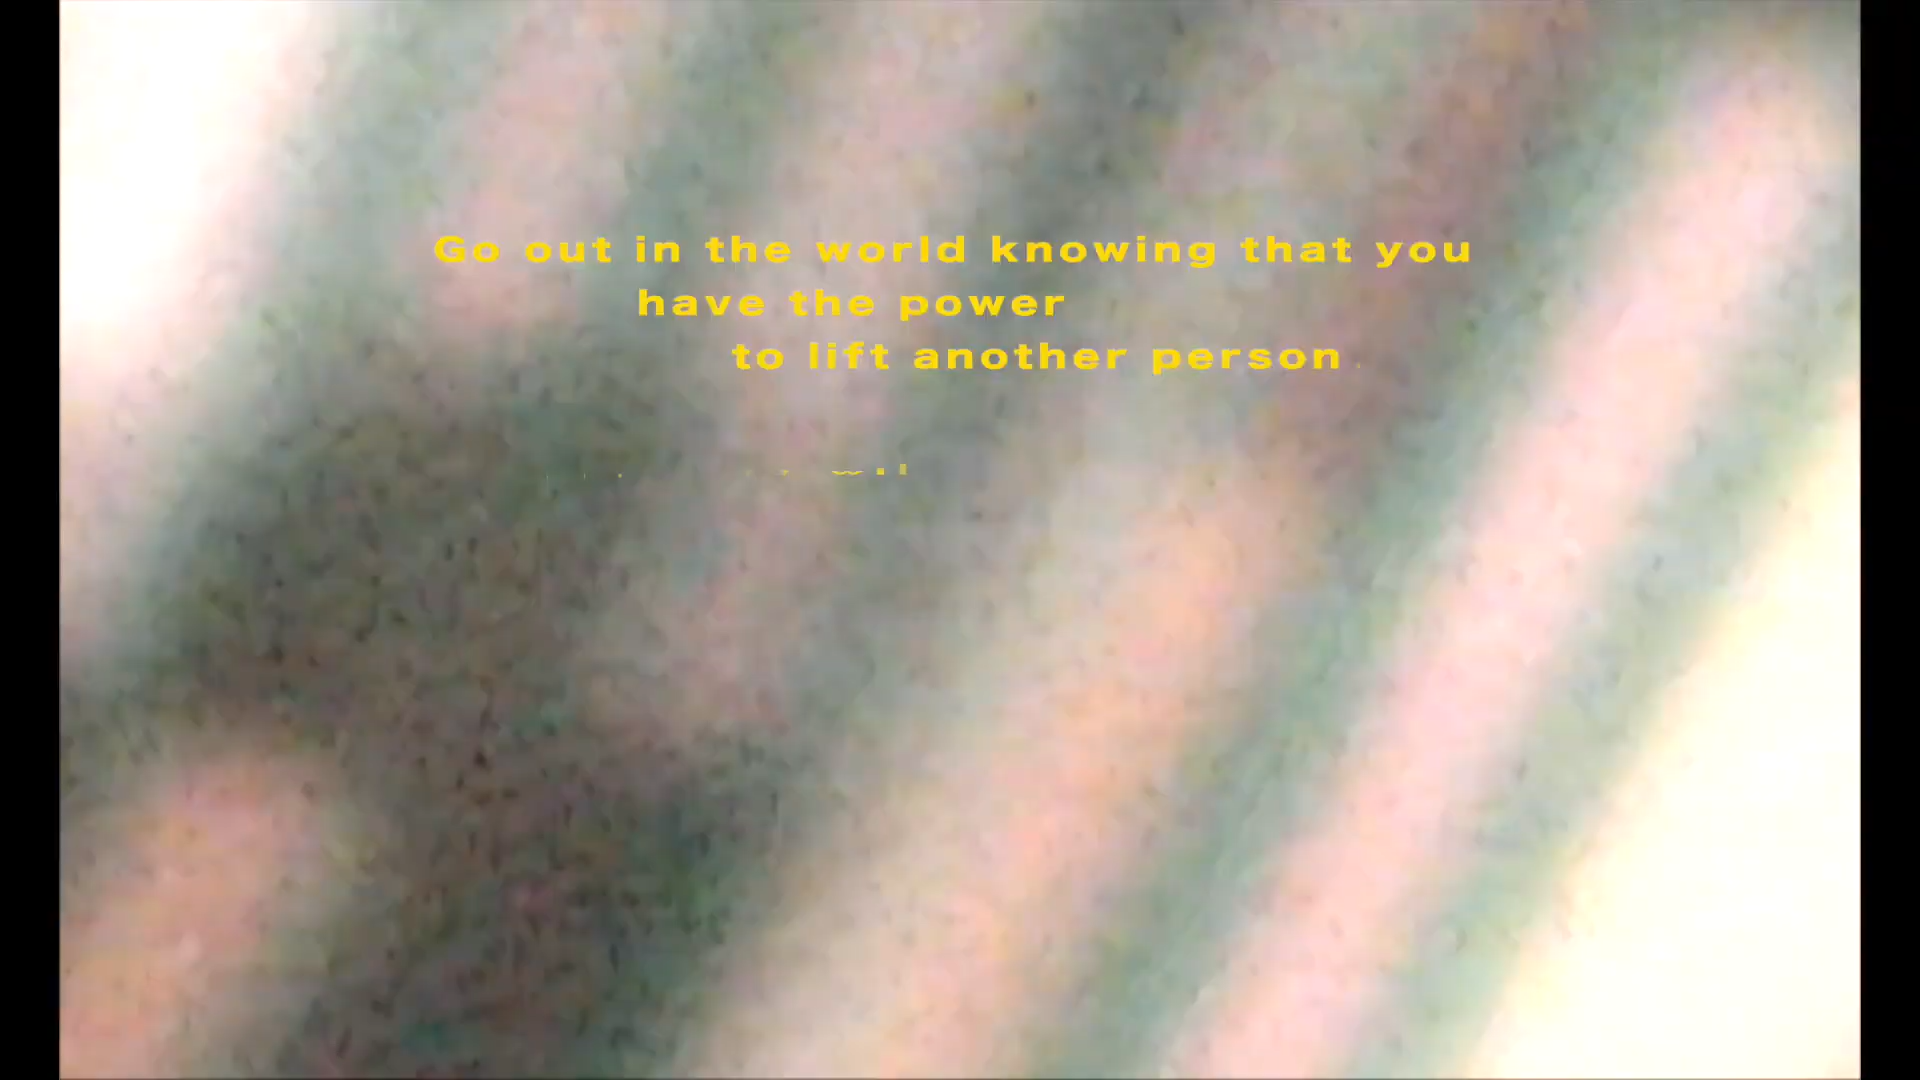 Go out in the world knowing that you
have the power
to lift another person